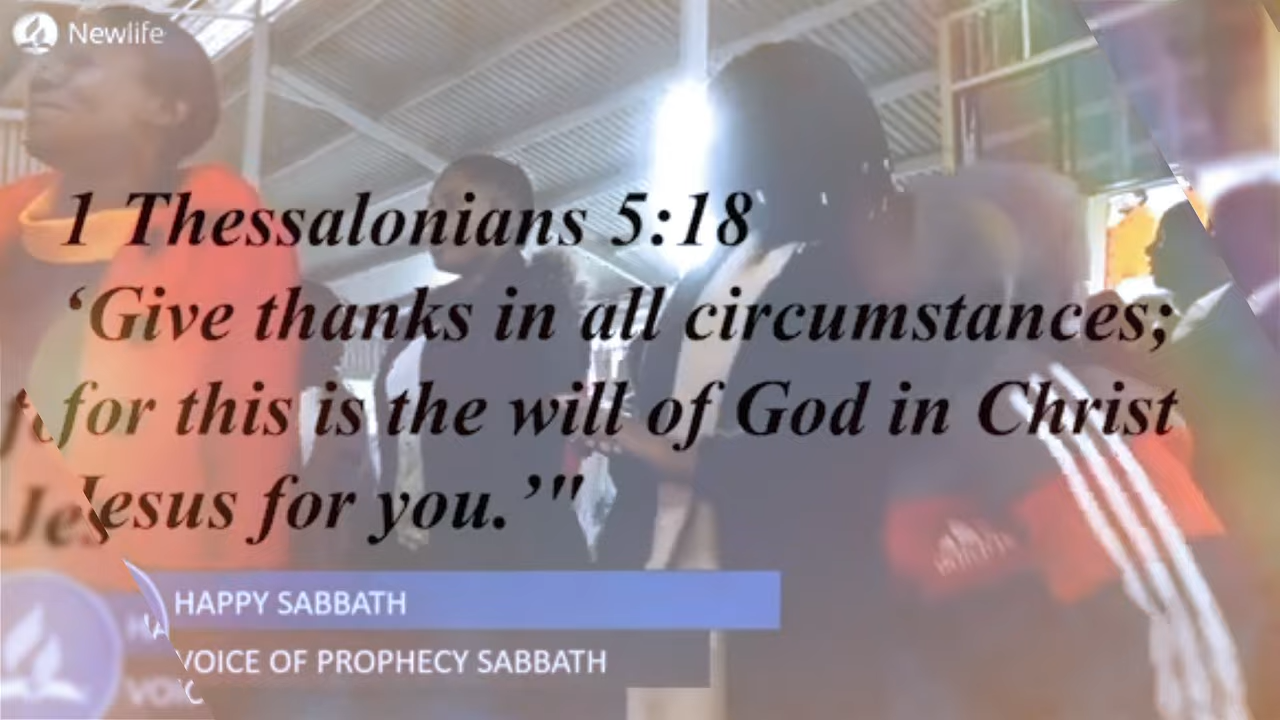 Newlife
1 Thessalonians 5:18
‘Give thanks in all circumstances;
for this is the will of God in Christ
Jesus for you.’"
HAPPY SABBATH
VOICE OF PROPHECY SABBATH